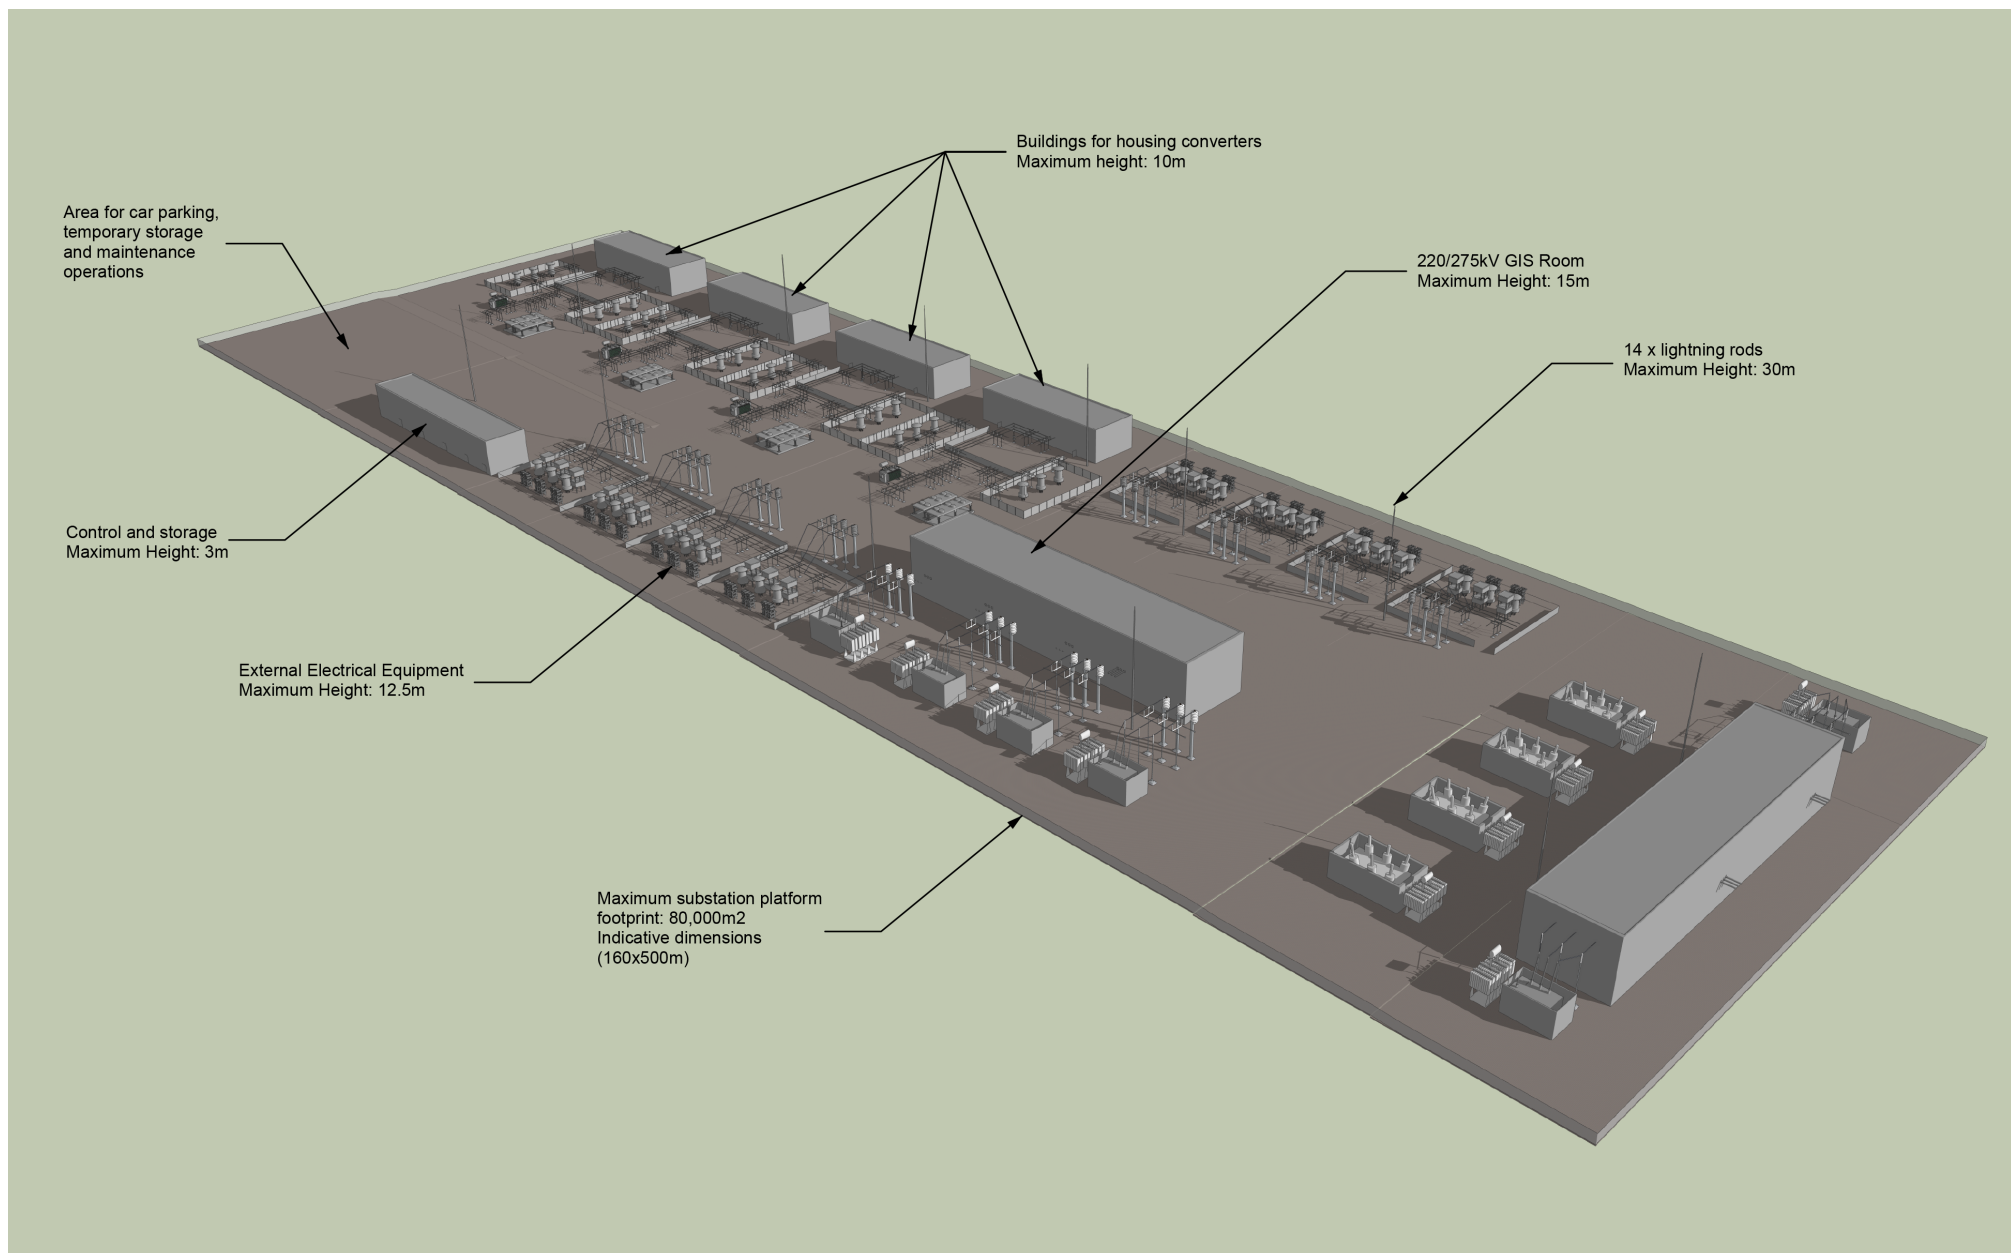 Buildings for housing converters
Maximum height: 10m
Area for car parking,
temporary storage
and maintenance
operations
220/275kV GIS Room
Maximum Height: 15m
14 x lightning rods
Maximum Height: 30m
Control and storage
Maximum Height: 3m
External Electrical Equipment
Maximum Height: 12.5m
Maximum substation platform
footprint: 80,000m2
Indicative dimensions
(160x500m)